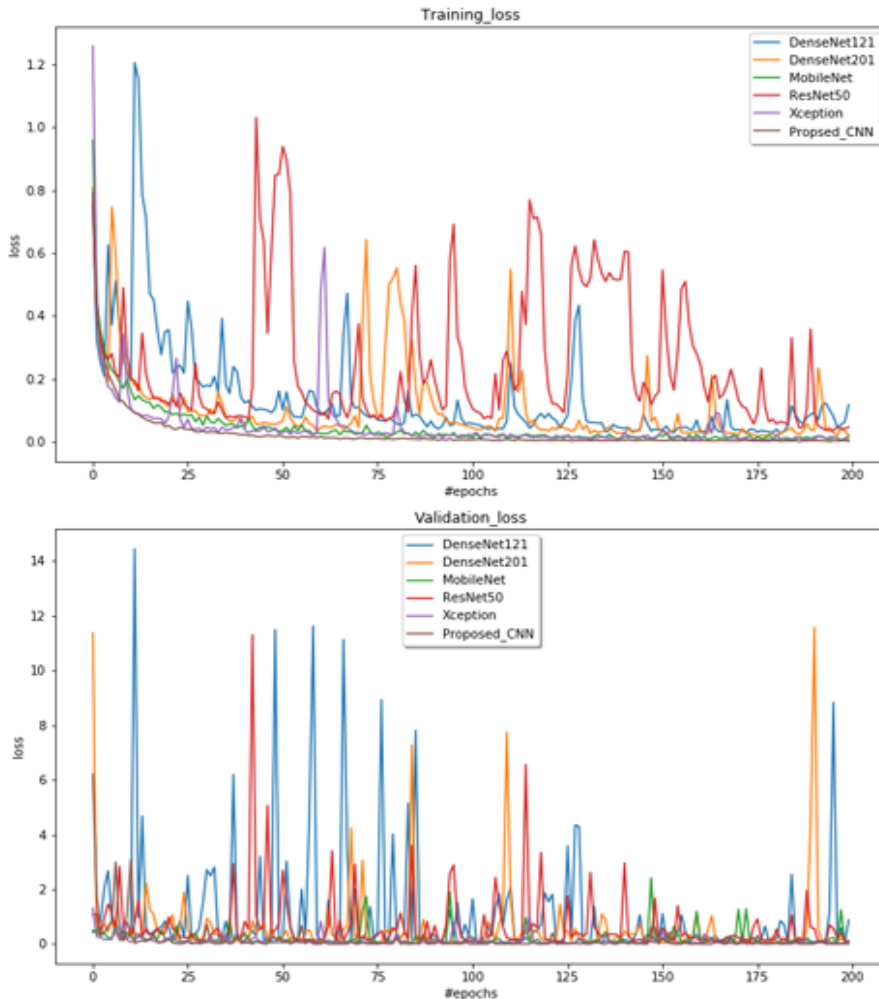 Training_loss
DenseNet121
DenseNet201
MobileNet
ResNet50
Xception
Propsed_CNN
1.2
1.0
0.8
0.6
0.4
0.2
0.0
loss
0
25
50
75
100
125
150
175
200
#epochs
Validation_loss
DenseNet121
DenseNet201
MobileNet
ResNet50
Xception
Proposed_CNN
14
12
10
8
6
4
2
0
loss
0
25
50
75
100
125
150
175
200
#epochs